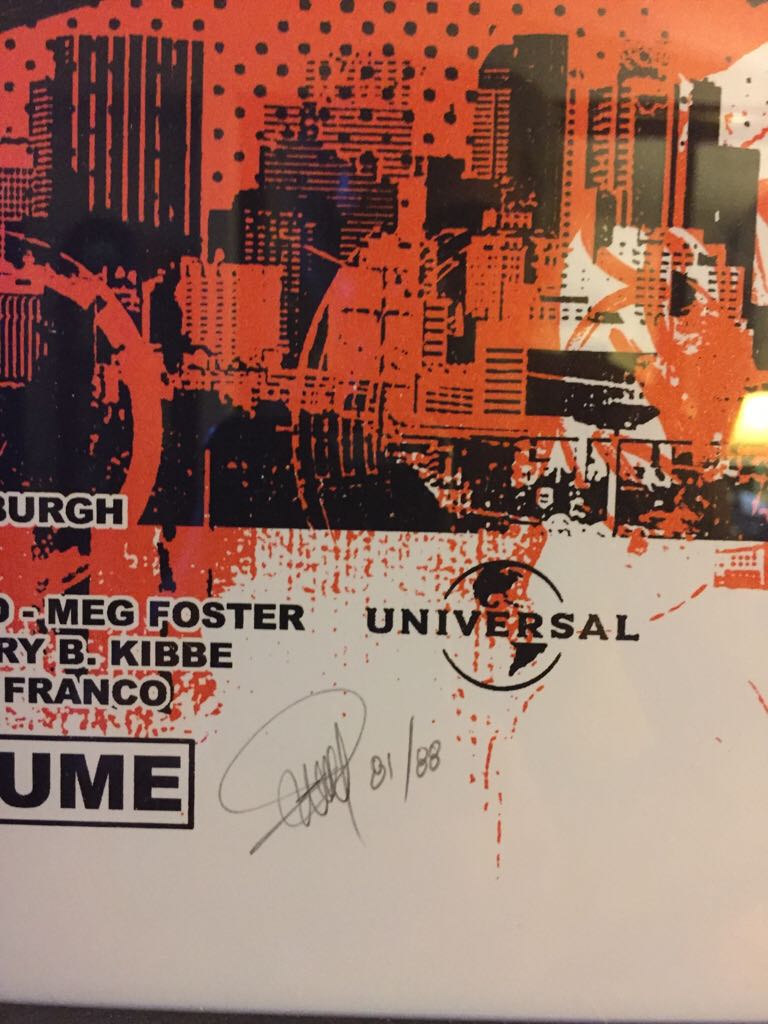 BURGH
- MEG FOSTER
UNIVERSAL
RY B. KIBBE
FRANCO
UME
81/88